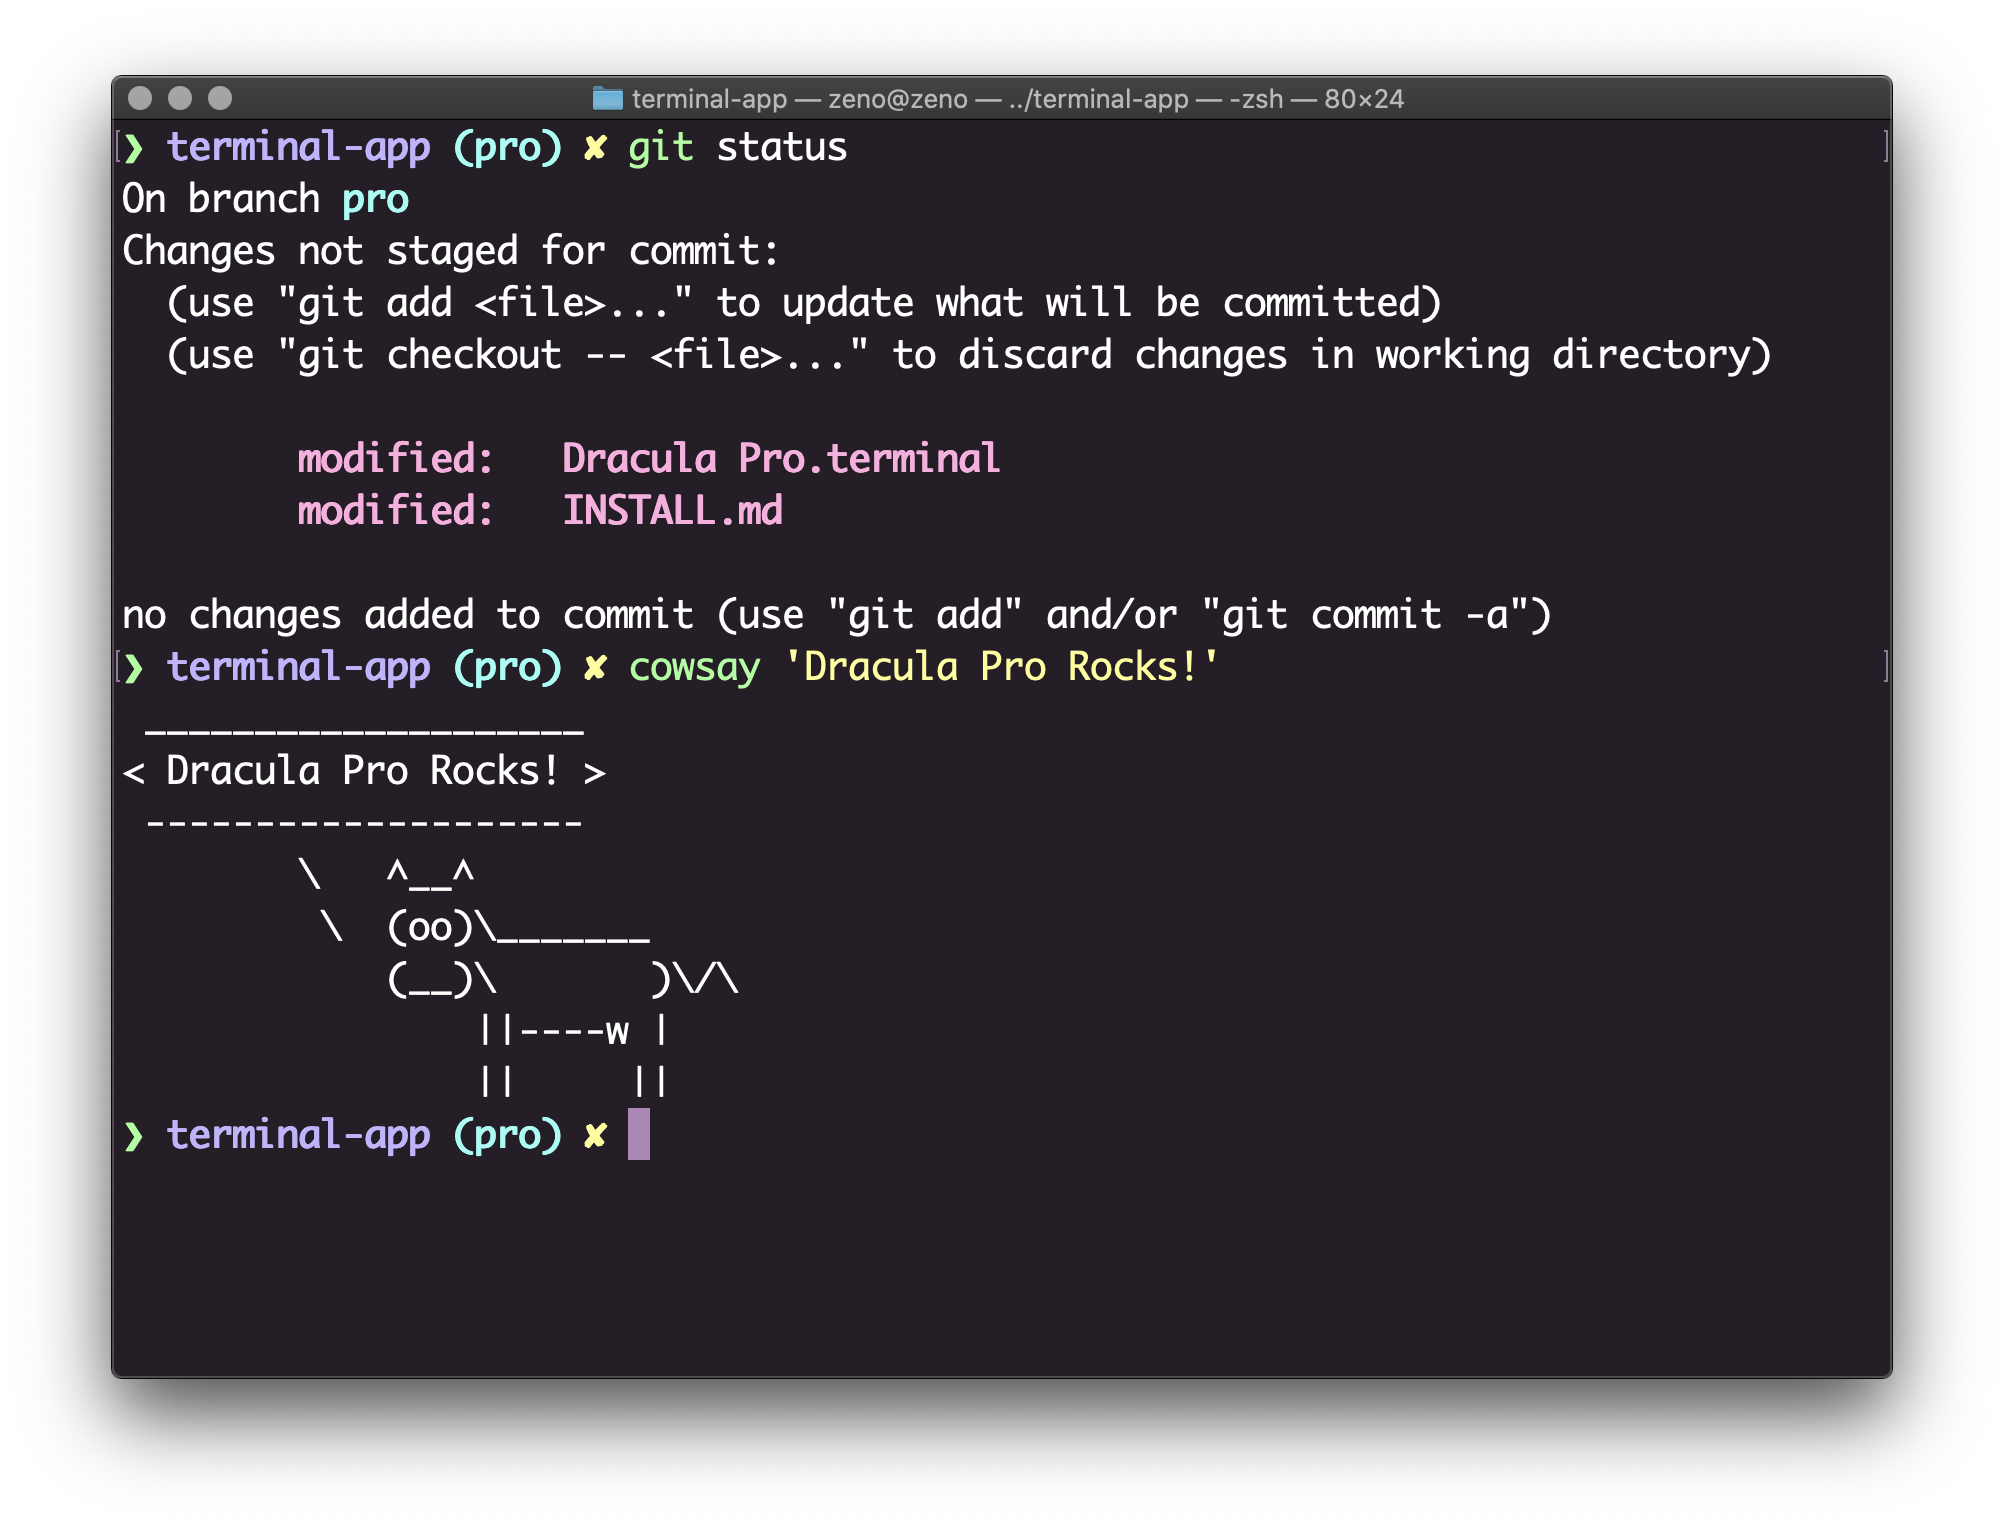 terminal-app — zeno@zeno — ../terminal-app — -zsh — 80×24
❯ terminal-app (pro) ✘ git status
On branch pro
Changes not staged for commit:
  (use "git add <file>..." to update what will be committed)
  (use "git checkout -- <file>..." to discard changes in working directory)

        modified:   Dracula Pro.terminal
        modified:   INSTALL.md

no changes added to commit (use "git add" and/or "git commit -a")
❯ terminal-app (pro) ✘ cowsay 'Dracula Pro Rocks!'
 ____________________
< Dracula Pro Rocks! >
 --------------------
        \   ^__^
         \  (oo)\_______
            (__)\       )\/\
                ||----w |
                ||     ||
❯ terminal-app (pro) ✘